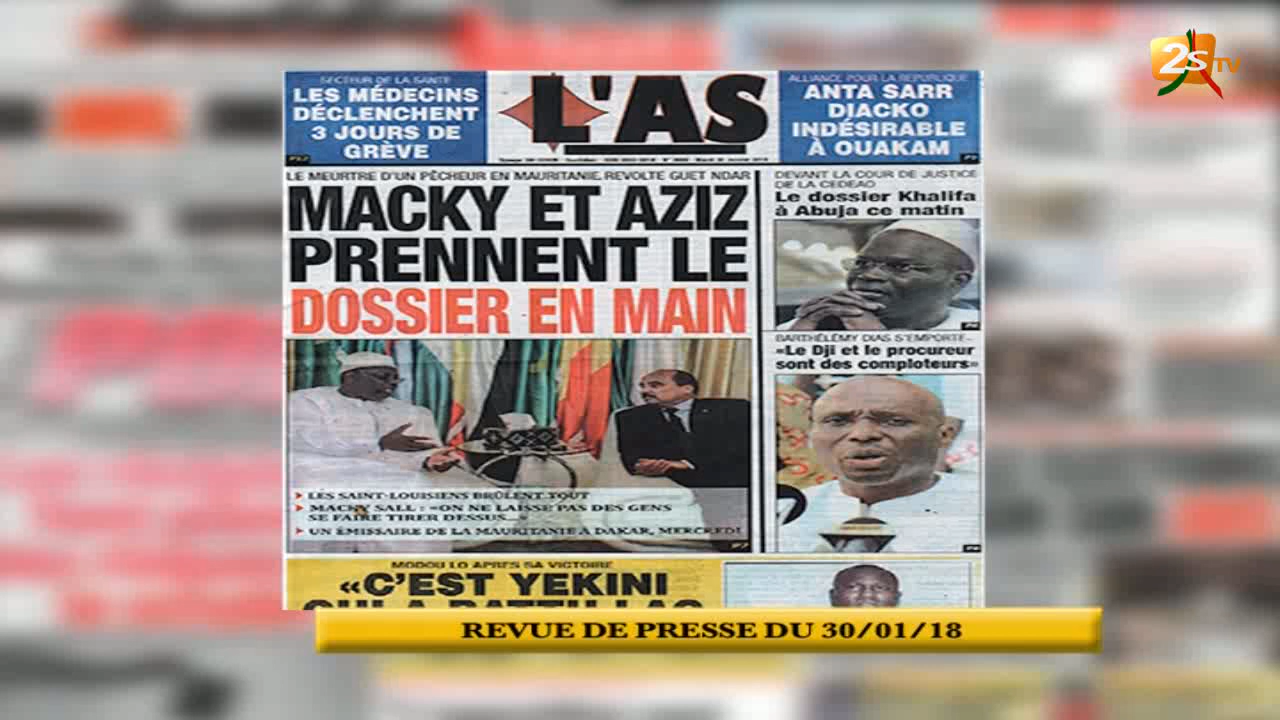 2STV
SECTEUR DE LA SANTÉ
LES MÉDECINS
DÉCLENCHENT
3 JOURS DE
GRÈVE
L'AS
ALLIANCE POUR LA RÉPUBLIQUE
ANTA SARR
DIACKO
INDÉSIRABLE
À OUAKAM
LE MEURTRE D'UN PÊCHEUR EN MAURITANIE, REVOLTE GUET NDAR
MACKY ET AZIZ
PRENNENT LE
DOSSIER EN MAIN
LES SAINT-LOUISIENS BRÛLENT TOUT
MACKY SALL : «ON NE LAISSE PAS DES GENS
SE FAIRE TIRER DESSUS...»
UN ÉMISSAIRE DE LA MAURITANIE À DAKAR, MERCREDI
DEVANT LA COUR DE JUSTICE
DE LA CEDEAO
Le dossier Khalifa
à Abuja ce matin
BARTHÉLÉMY DIAS S'EMPORTE
«Le Dji et le procureur
sont des comploteurs»
MODOU LO APRÈS SA VICTOIRE
«C'EST YEKINI
REVUE DE PRESSE DU 30/01/18